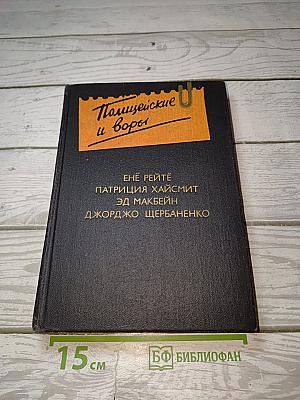 Полицейские
и воры
ЕНЁ РЕЙТЁ
ПАТРИЦИЯ ХАЙСМИТ
ЭД МАКБЕЙН
ДЖОРДЖО ЩЕРБАНЕНКО
15 см
БФ БИБЛИОФАН